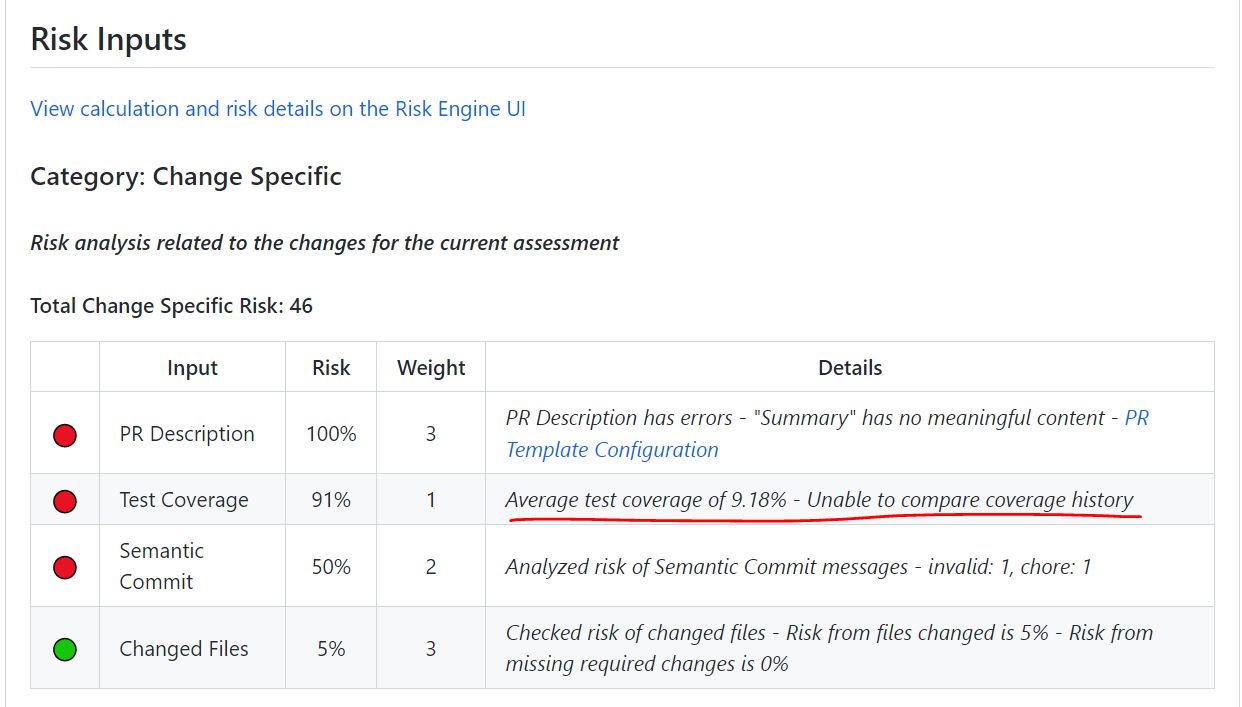 Risk Inputs
View calculation and risk details on the Risk Engine UI
Category: Change Specific
Risk analysis related to the changes for the current assessment
Total Change Specific Risk: 46
Input Risk Weight Details
PR Description 100% 3 PR Description has errors - "Summary" has no meaningful content - PR
Template Configuration
Test Coverage 91% 1 Average test coverage of 9.18% - Unable to compare coverage history
Semantic
Commit 50% 2 Analyzed risk of Semantic Commit messages - invalid: 1, chore: 1
Changed Files 5% 3 Checked risk of changed files - Risk from files changed is 5% - Risk from
missing required changes is 0%